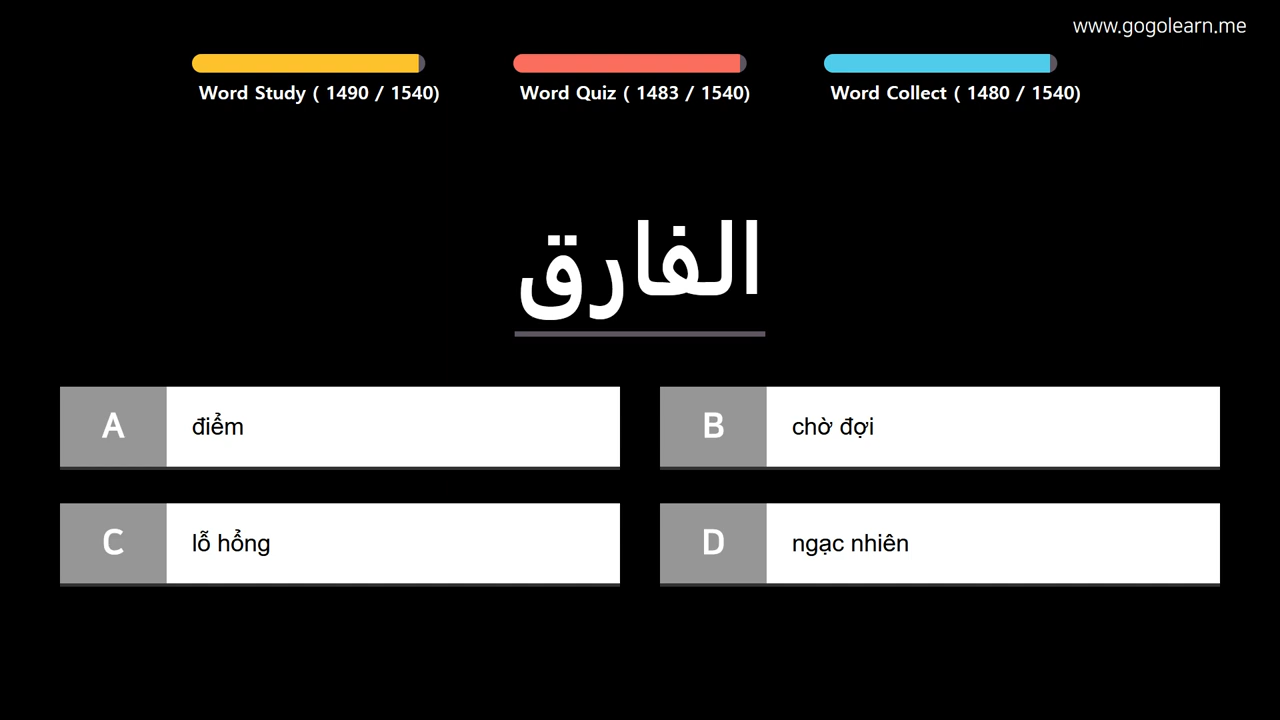 www.gogolearn.me
Word Study ( 1490 / 1540)
Word Quiz ( 1483 / 1540)
Word Collect ( 1480 / 1540)
الفارق
A
điểm
B
chờ đợi
C
lỗ hổng
D
ngạc nhiên